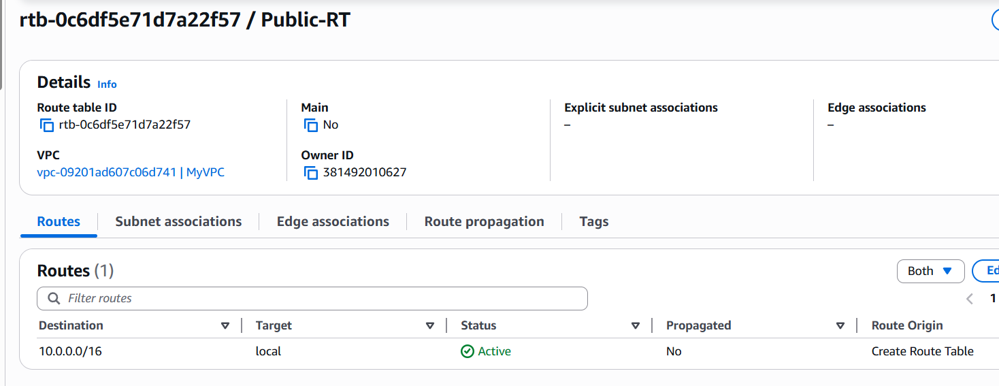 rtb-0c6df5e71d7a22f57 / Public-RT
Details Info
Route table ID
rtb-0c6df5e71d7a22f57
Main
No
Explicit subnet associations
–
Edge associations
–
VPC
vpc-09201ad607c06d741 | MyVPC
Owner ID
381492010627
Routes Subnet associations Edge associations Route propagation Tags
Routes (1)
Both
Ed
Filter routes
1
Destination Target Status Propagated Route Origin
10.0.0.0/16 local Active No Create Route Table